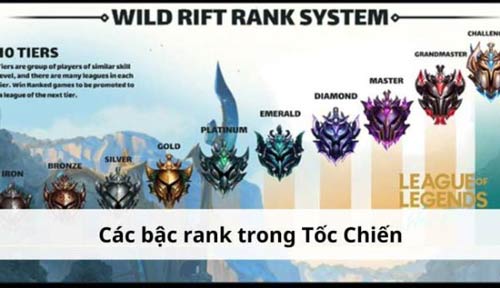 WILD RIFT RANK SYSTEM
10 TIERS
Tiers are group of players of similar skill
level, and there are many leagues in each
tier. Win Ranked games to be promoted to
a league of the next tier.
CHALLEN
GRANDMASTER
MASTER
DIAMOND
EMERALD
PLATINUM
GOLD
SILVER
BRONZE
IRON
LEAGUE OF
LEGENDS
Các bậc rank trong Tốc Chiến